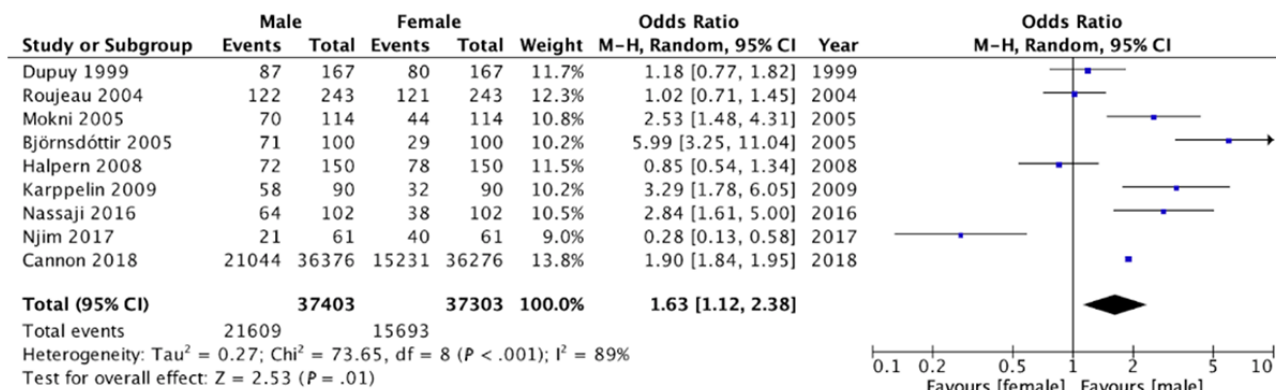 Male Female Odds Ratio Odds Ratio
Study or Subgroup Events Total Events Total Weight M-H, Random, 95% CI Year M-H, Random, 95% CI
Dupuy 1999 87 167 80 167 11.7% 1.18 [0.77, 1.82] 1999
Roujeau 2004 122 243 121 243 12.3% 1.02 [0.71, 1.45] 2004
Mokni 2005 70 114 44 114 10.8% 2.53 [1.48, 4.31] 2005
Björnsdóttir 2005 71 100 29 100 10.2% 5.99 [3.25, 11.04] 2005
Halpern 2008 72 150 78 150 11.5% 0.85 [0.54, 1.34] 2008
Karppelin 2009 58 90 32 90 10.2% 3.29 [1.78, 6.05] 2009
Nassaji 2016 64 102 38 102 10.5% 2.84 [1.61, 5.00] 2016
Njim 2017 21 61 40 61 9.0% 0.28 [0.13, 0.58] 2017
Cannon 2018 21044 36376 15231 36276 13.8% 1.90 [1.84, 1.95] 2018
Total (95% CI) 37403 37303 100.0% 1.63 [1.12, 2.38]
Total events 21609 15693
Heterogeneity: Tau² = 0.27; Chi² = 73.65, df = 8 (P < .001); I² = 89%
Test for overall effect: Z = 2.53 (P = .01)
0.1 0.2 0.5 1 2 5 10
Favours [female] Favours [male]